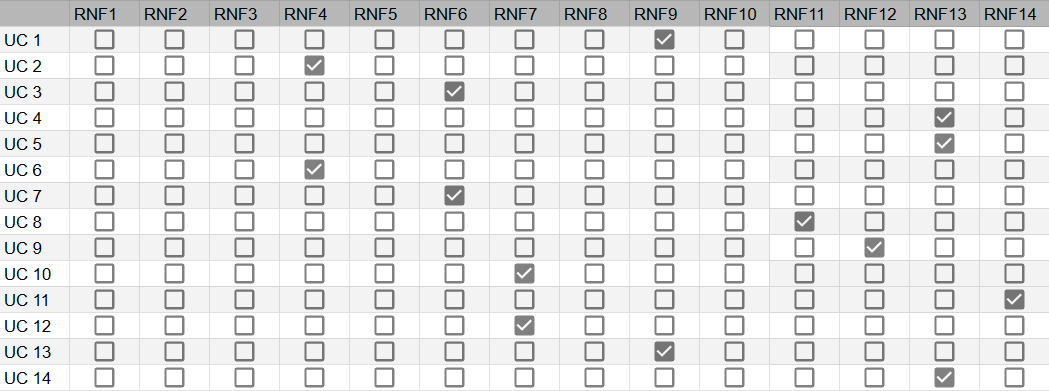 RNF1 RNF2 RNF3 RNF4 RNF5 RNF6 RNF7 RNF8 RNF9 RNF10 RNF11 RNF12 RNF13 RNF14
UC 1
UC 2
UC 3
UC 4
UC 5
UC 6
UC 7
UC 8
UC 9
UC 10
UC 11
UC 12
UC 13
UC 14